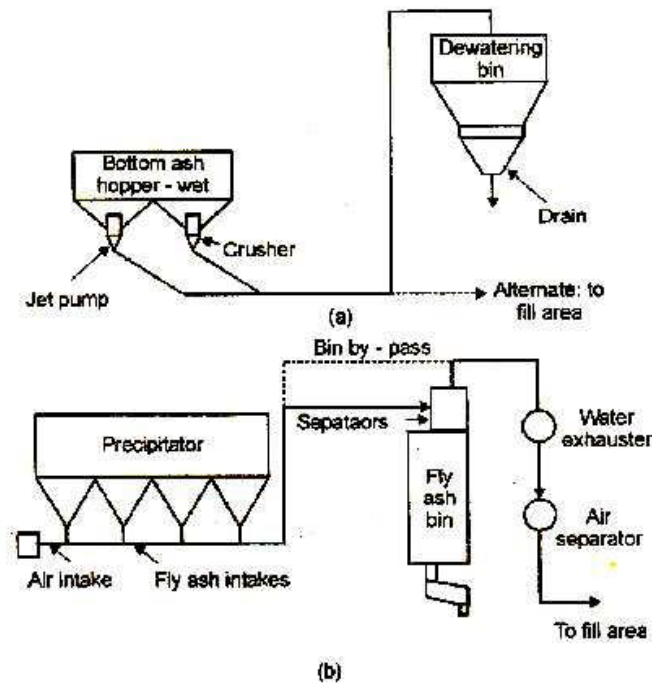 Dewatering
bin
Bottom ash
hopper - wet
Crusher
Drain
Jet pump
Alternate: to
fill area
(a)
Bin by - pass
Sepataors
Precipitator
Water
exhauster
Fly
ash
bin
Air
separator
Air intake
Fly ash intakes
To fill area
(b)